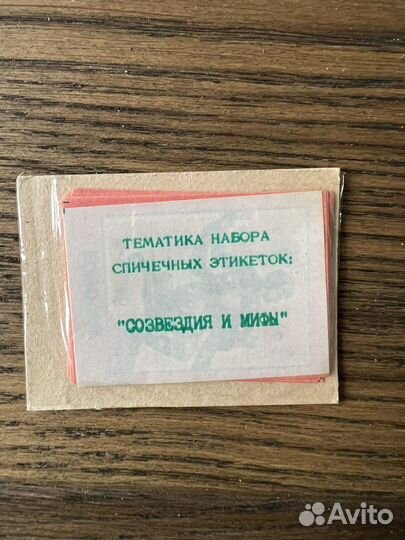 ТЕМАТИКА НАБОРА
СПИЧЕЧНЫХ ЭТИКЕТОК:
"СОЗВЕЗДИЯ И МИФЫ"
Avito